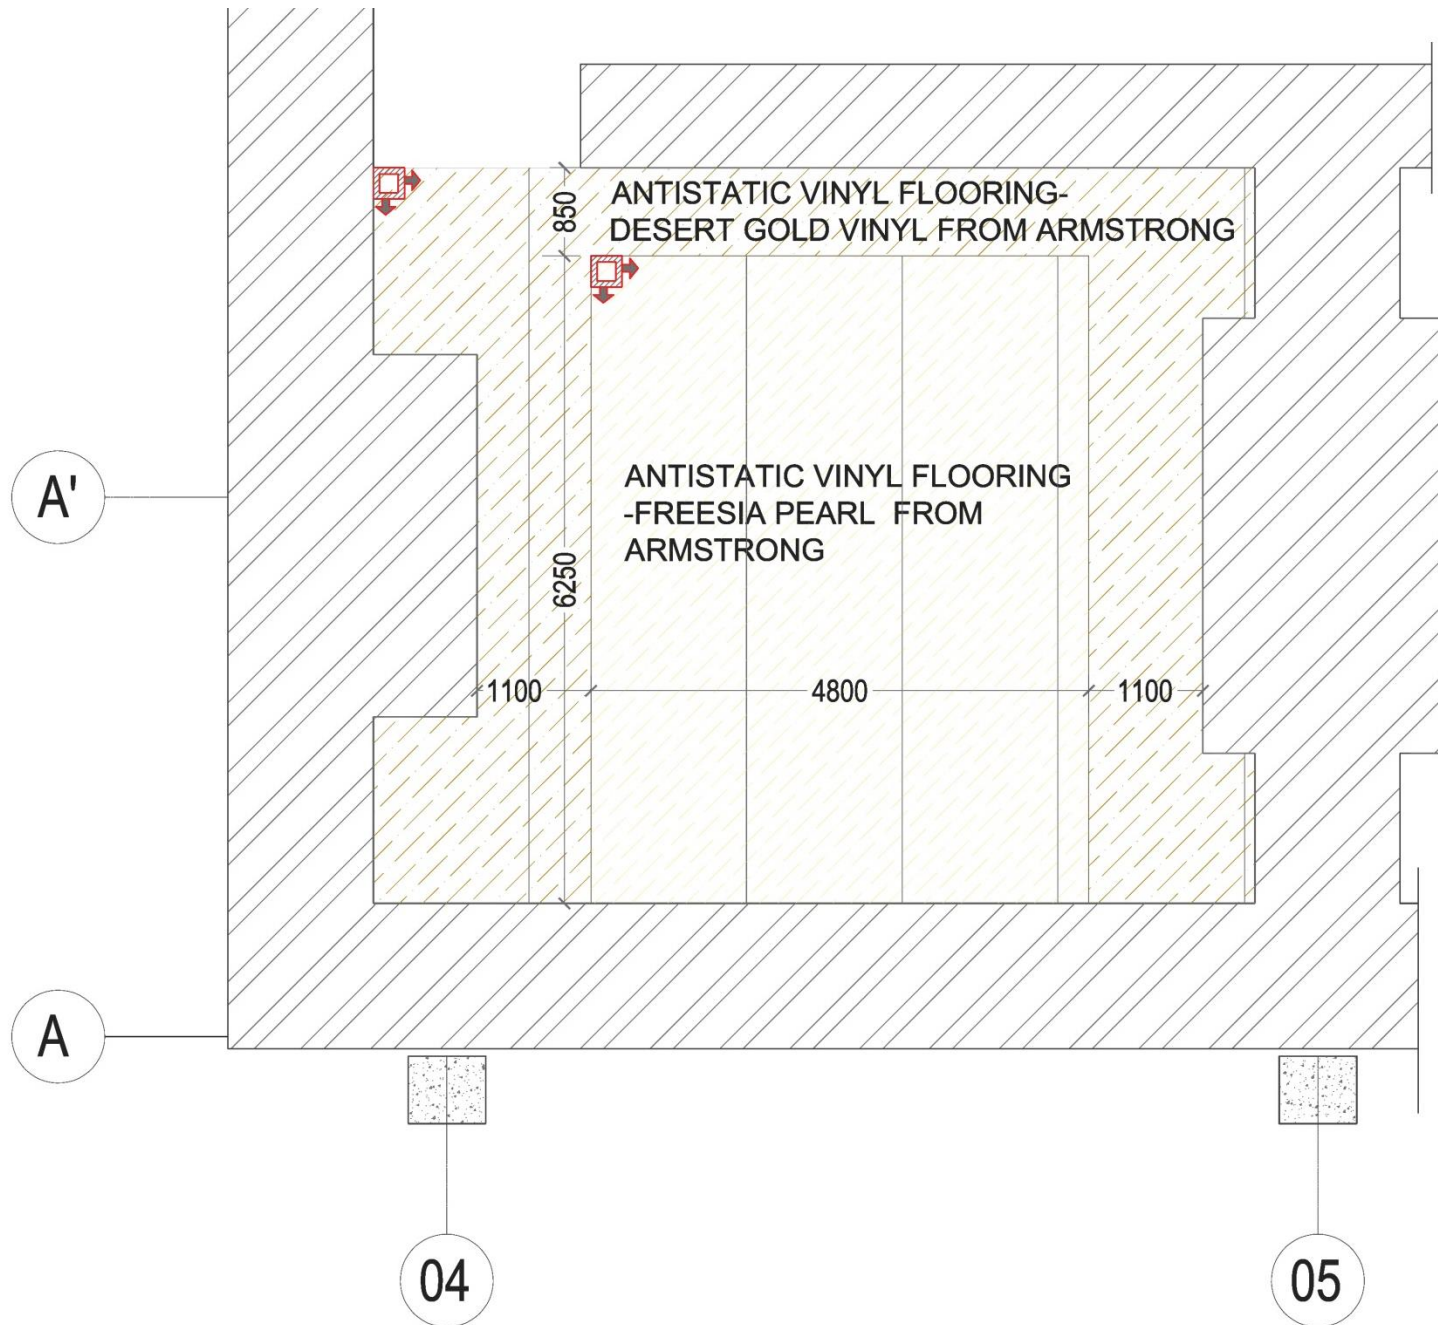 850
ANTISTATIC VINYL FLOORING-
DESERT GOLD VINYL FROM ARMSTRONG
A'
ANTISTATIC VINYL FLOORING
-FREESIA PEARL FROM
ARMSTRONG
6250
1100
4800
1100
A
04
05